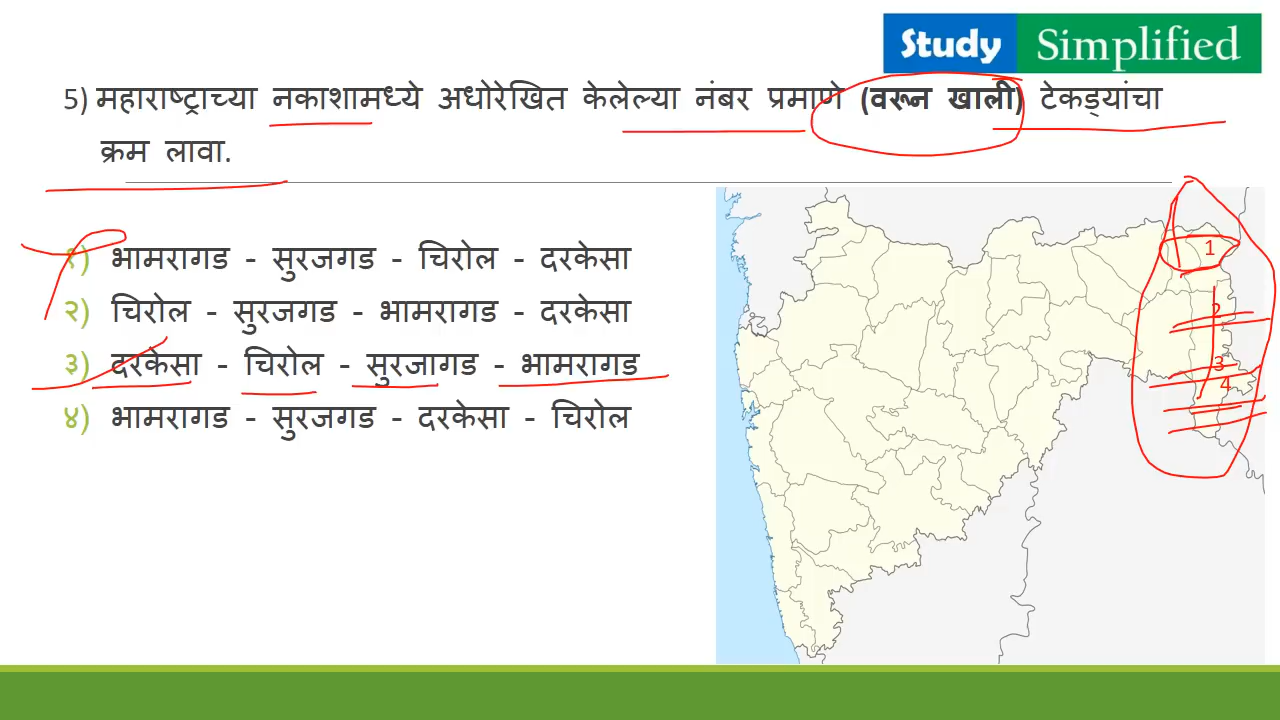 Study Simplified
5) महाराष्ट्राच्या नकाशामध्ये अधोरेखित केलेल्या नंबर प्रमाणे (वरून खाली) टेकड्यांचा
क्रम लावा.
१) भामरागड - सुरजगड - चिरोल - दरकेसा
२) चिरोल - सुरजगड - भामरागड - दरकेसा
३) दरकेसा - चिरोल - सुरजागड - भामरागड
४) भामरागड - सुरजगड - दरकेसा - चिरोल
1
2
3
4